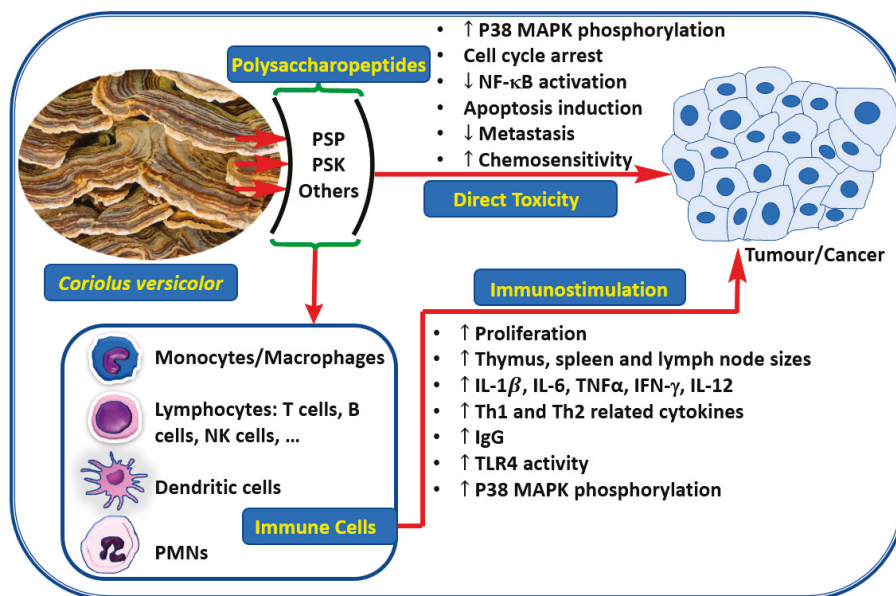 Polysaccharopeptides
PSP
PSK
Others
Coriolus versicolor
• ↑ P38 MAPK phosphorylation
• Cell cycle arrest
• ↓ NF-κB activation
• Apoptosis induction
• ↓ Metastasis
• ↑ Chemosensitivity
Direct Toxicity
Tumour/Cancer
Immunostimulation
• ↑ Proliferation
• ↑ Thymus, spleen and lymph node sizes
• ↑ IL-1β, IL-6, TNFα, IFN-γ, IL-12
• ↑ Th1 and Th2 related cytokines
• ↑ IgG
• ↑ TLR4 activity
• ↑ P38 MAPK phosphorylation
Monocytes/Macrophages
Lymphocytes: T cells, B
cells, NK cells, ...
Dendritic cells
PMNs
Immune Cells